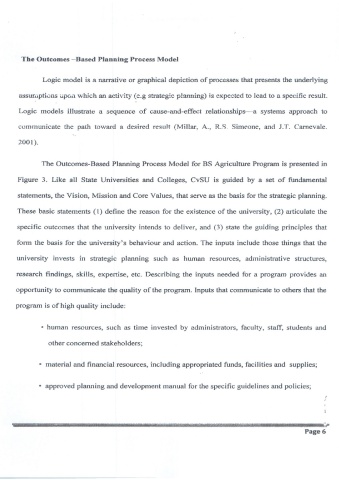 The Outcomes –Based Planning Process Model
Logic model is a narrative or graphical depiction of processes that presents the underlying
assumptions upon which an activity (e.g strategic planning) is expected to lead to a specific result.
Logic models illustrate a sequence of cause-and-effect relationships—a systems approach to
communicate the path toward a desired result (Millar, A., R.S. Simeone, and J.T. Carnevale.
2001).
The Outcomes-Based Planning Process Model for BS Agriculture Program is presented in
Figure 3. Like all State Universities and Colleges, CvSU is guided by a set of fundamental
statements, the Vision, Mission and Core Values, that serve as the basis for the strategic planning.
These basic statements (1) define the reason for the existence of the university, (2) articulate the
specific outcomes that the university intends to deliver, and (3) state the guiding principles that
form the basis for the university's behaviour and action. The inputs include those things that the
university invests in strategic planning such as human resources, administrative structures,
research findings, skills, expertise, etc. Describing the inputs needed for a program provides an
opportunity to communicate the quality of the program. Inputs that communicate to others that the
program is of high quality include:
• human resources, such as time invested by administrators, faculty, staff, students and
other concerned stakeholders;
• material and financial resources, including appropriated funds, facilities and supplies;
• approved planning and development manual for the specific guidelines and policies;
Page 6